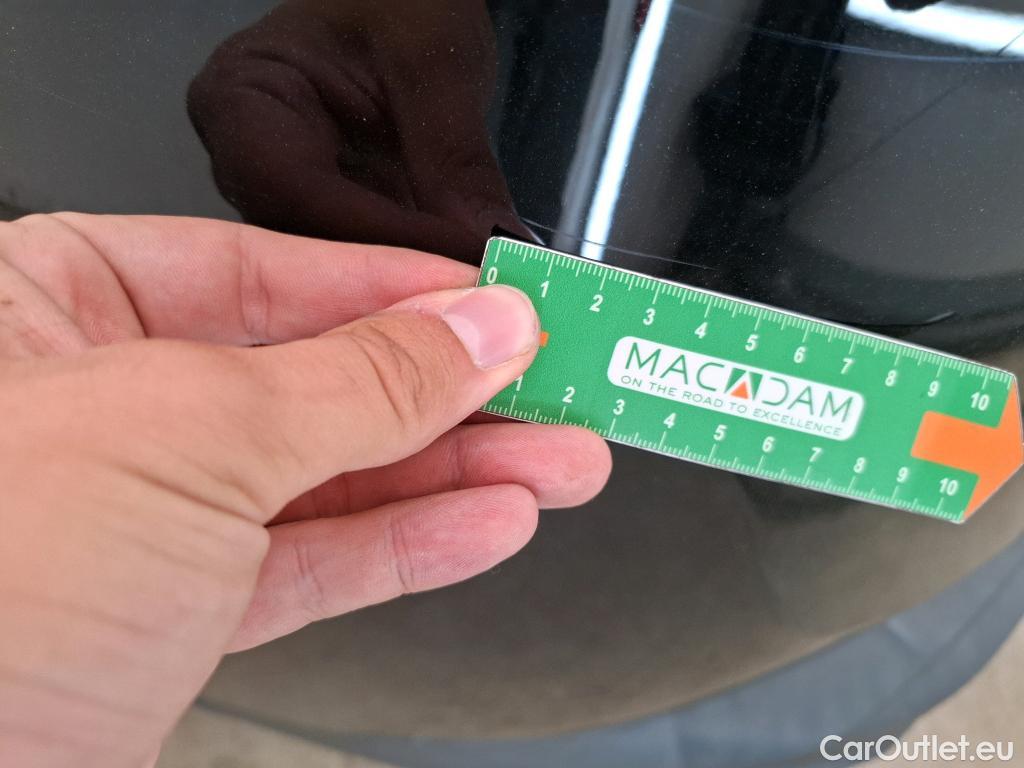 0 1 2 3 4 5 6 7 8 9 10
MACADAM
ON THE ROAD TO EXCELLENCE
1 2 3 4 5 6 7 8 9 10
CarOutlet.eu